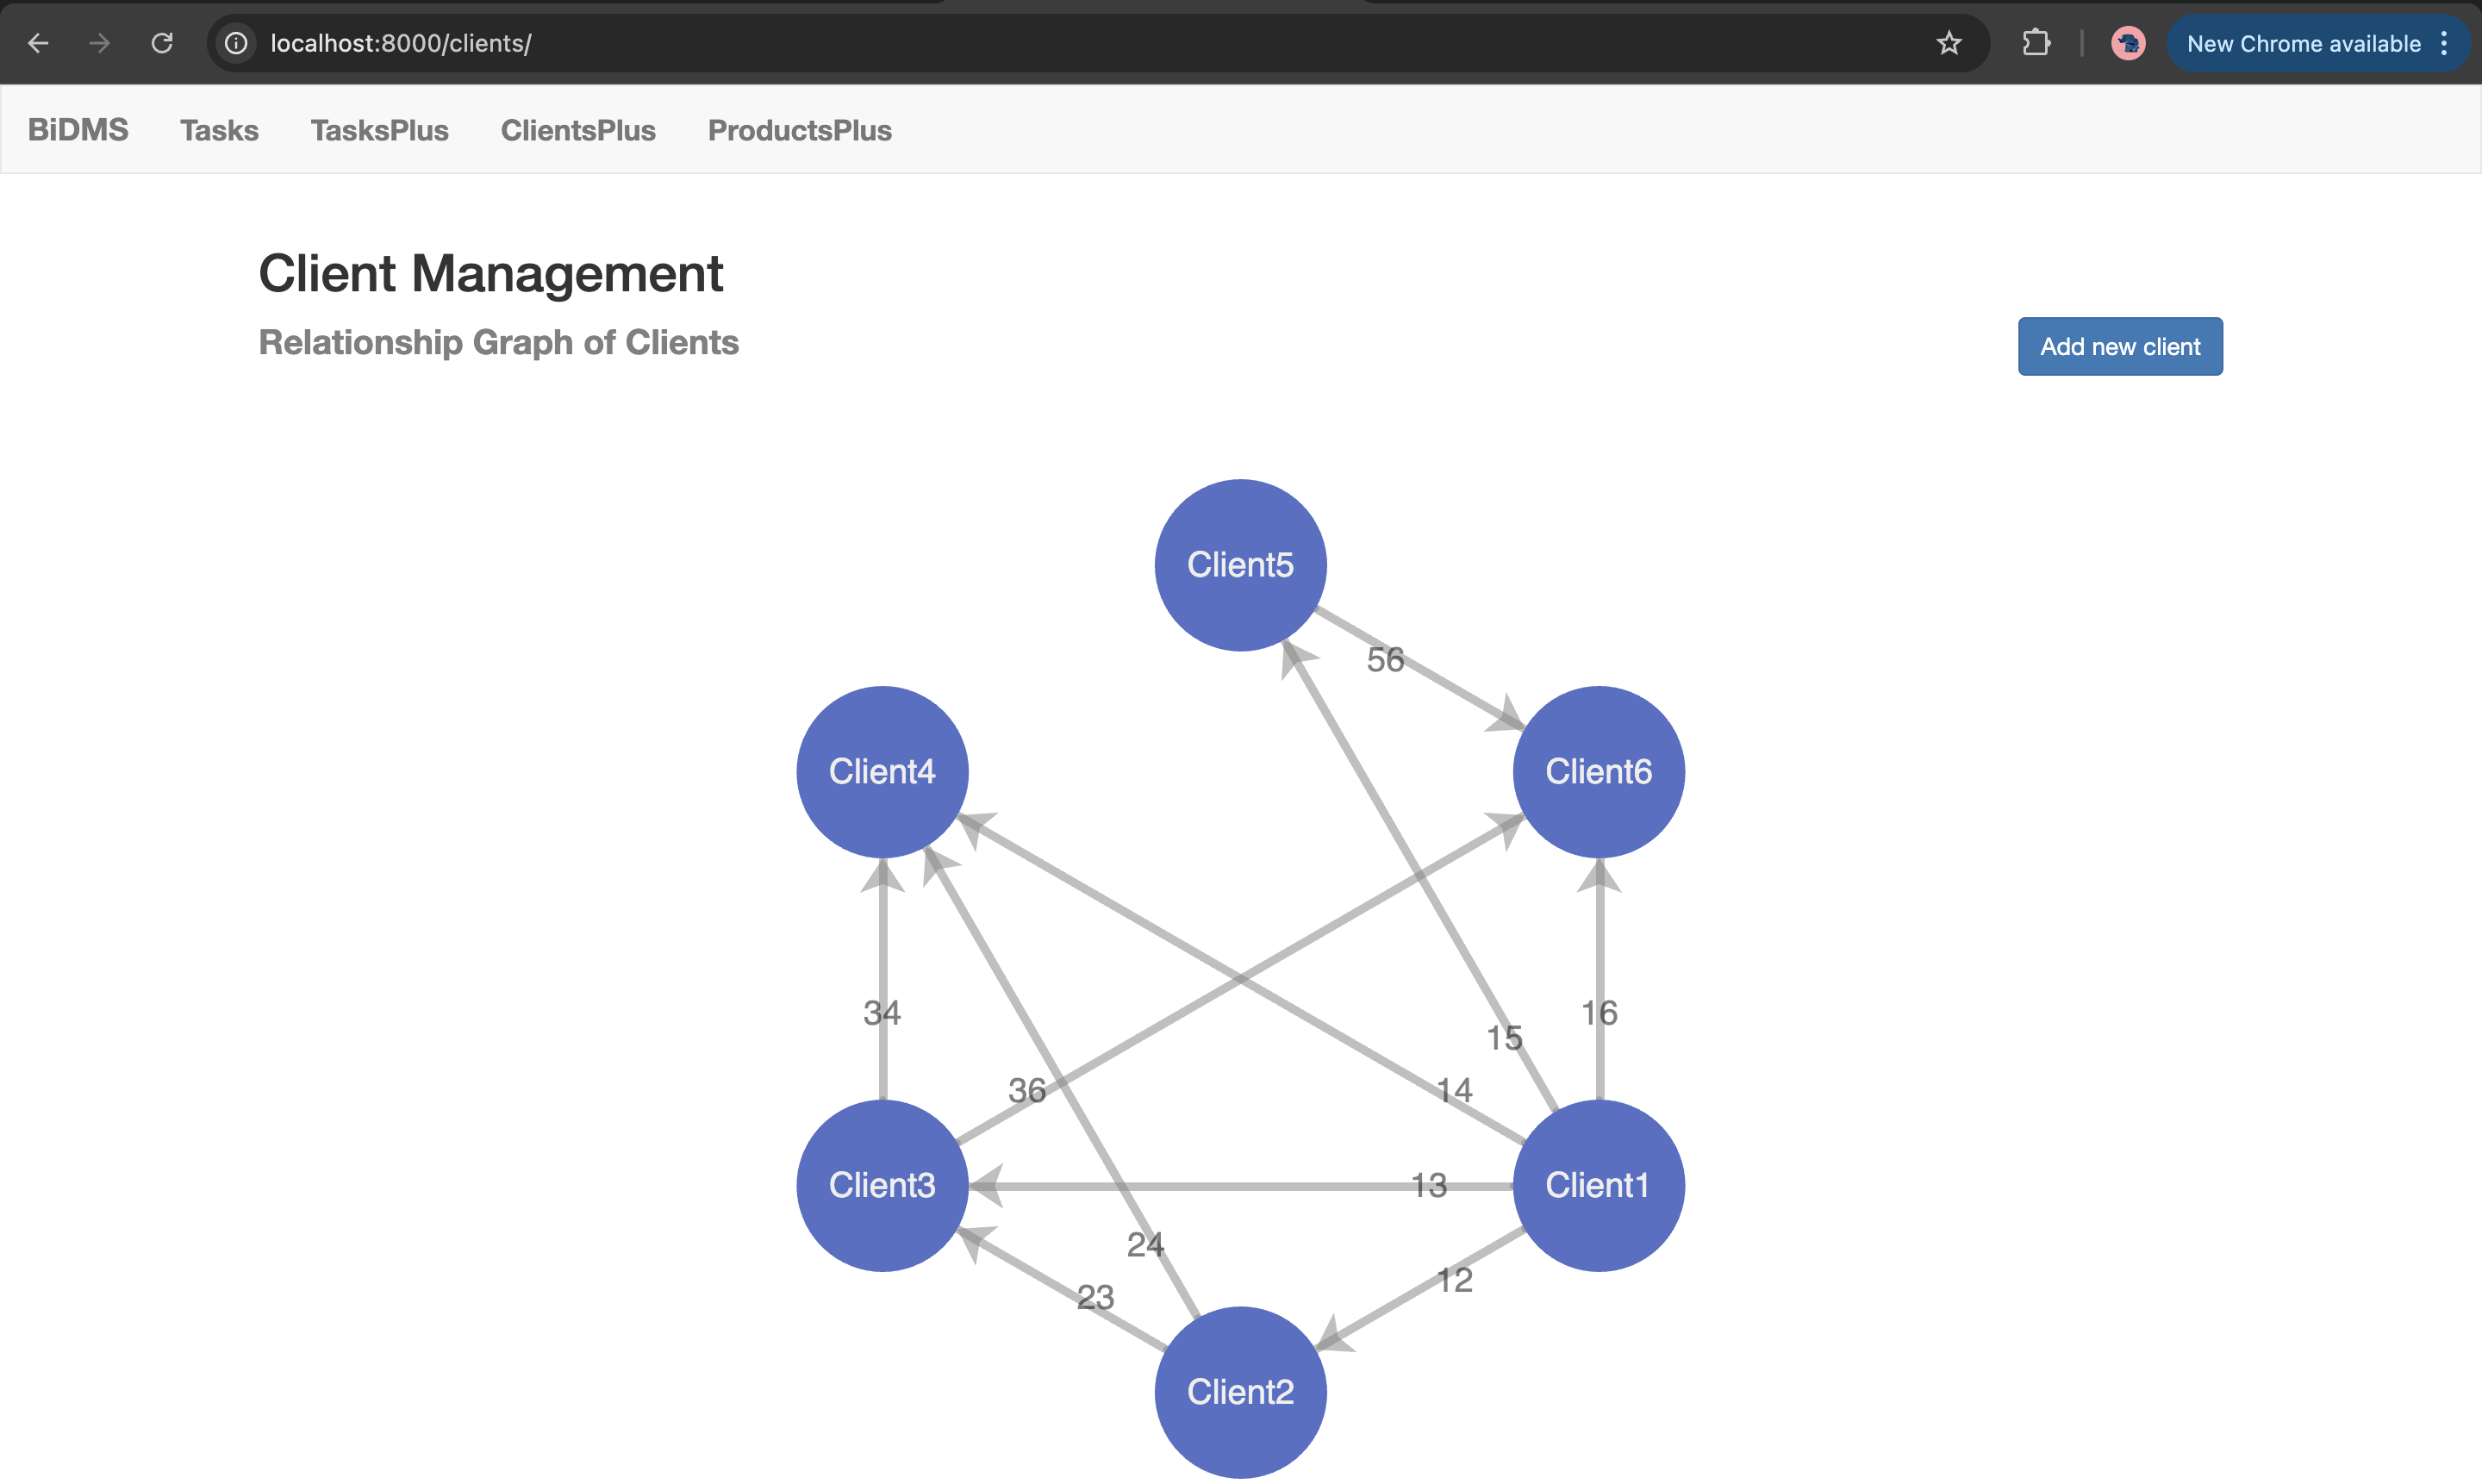 localhost:8000/clients/
New Chrome available
BiDMS Tasks TasksPlus ClientsPlus ProductsPlus
Client Management
Relationship Graph of Clients
Add new client
Client5
56
Client4
Client6
34
16
15
36
14
Client3
13
Client1
24
12
23
Client2